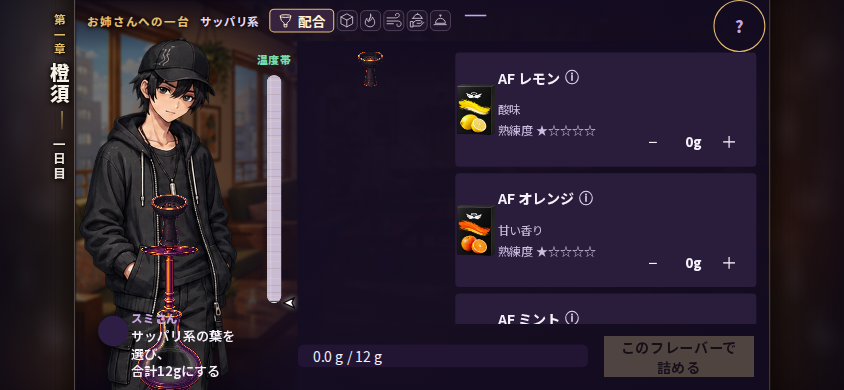 第一章
橙須
一日目
お姉さんへの一台 サッパリ系
配合
?
温度帯
AF レモン ⓘ
酸味
熟練度 ★☆☆☆☆
− 0g +
AF オレンジ ⓘ
甘い香り
熟練度 ★☆☆☆☆
− 0g +
AF ミント ⓘ
スミさん
サッパリ系の葉を
選び、
合計12gにする
0.0 g / 12 g
このフレーバーで
詰める